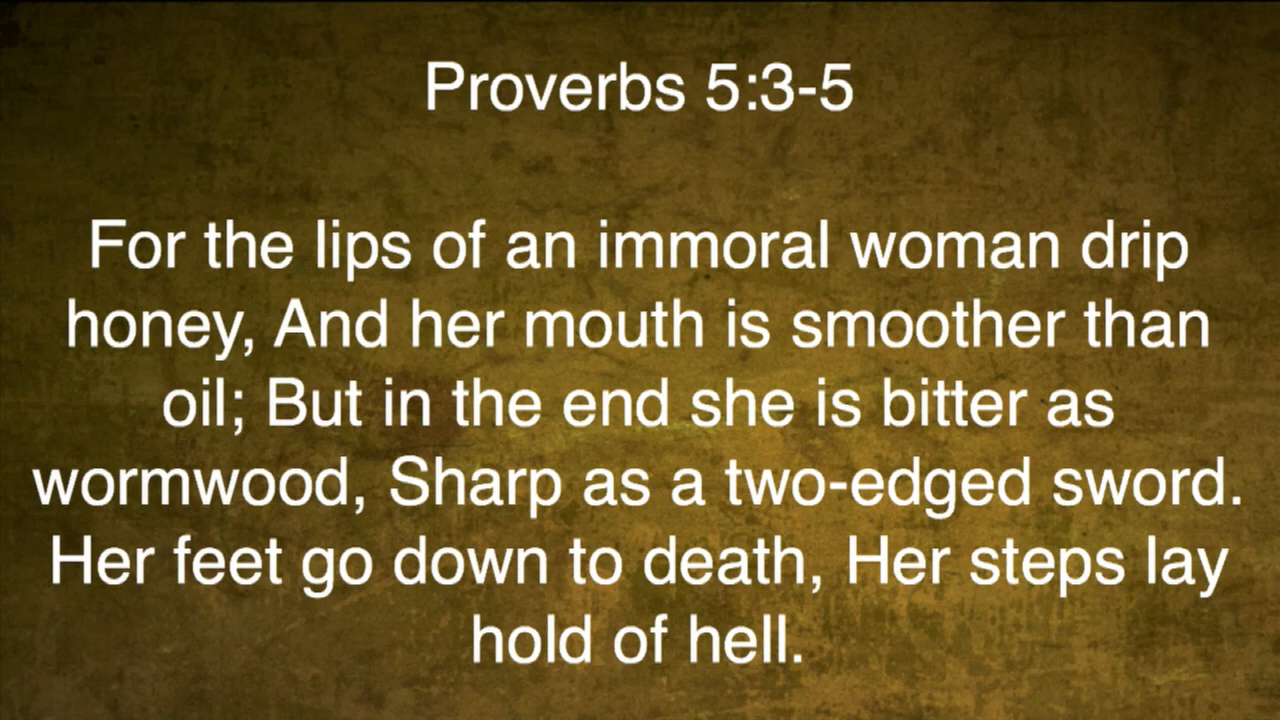 Proverbs 5:3-5
For the lips of an immoral woman drip
honey, And her mouth is smoother than
oil; But in the end she is bitter as
wormwood, Sharp as a two-edged sword.
Her feet go down to death, Her steps lay
hold of hell.